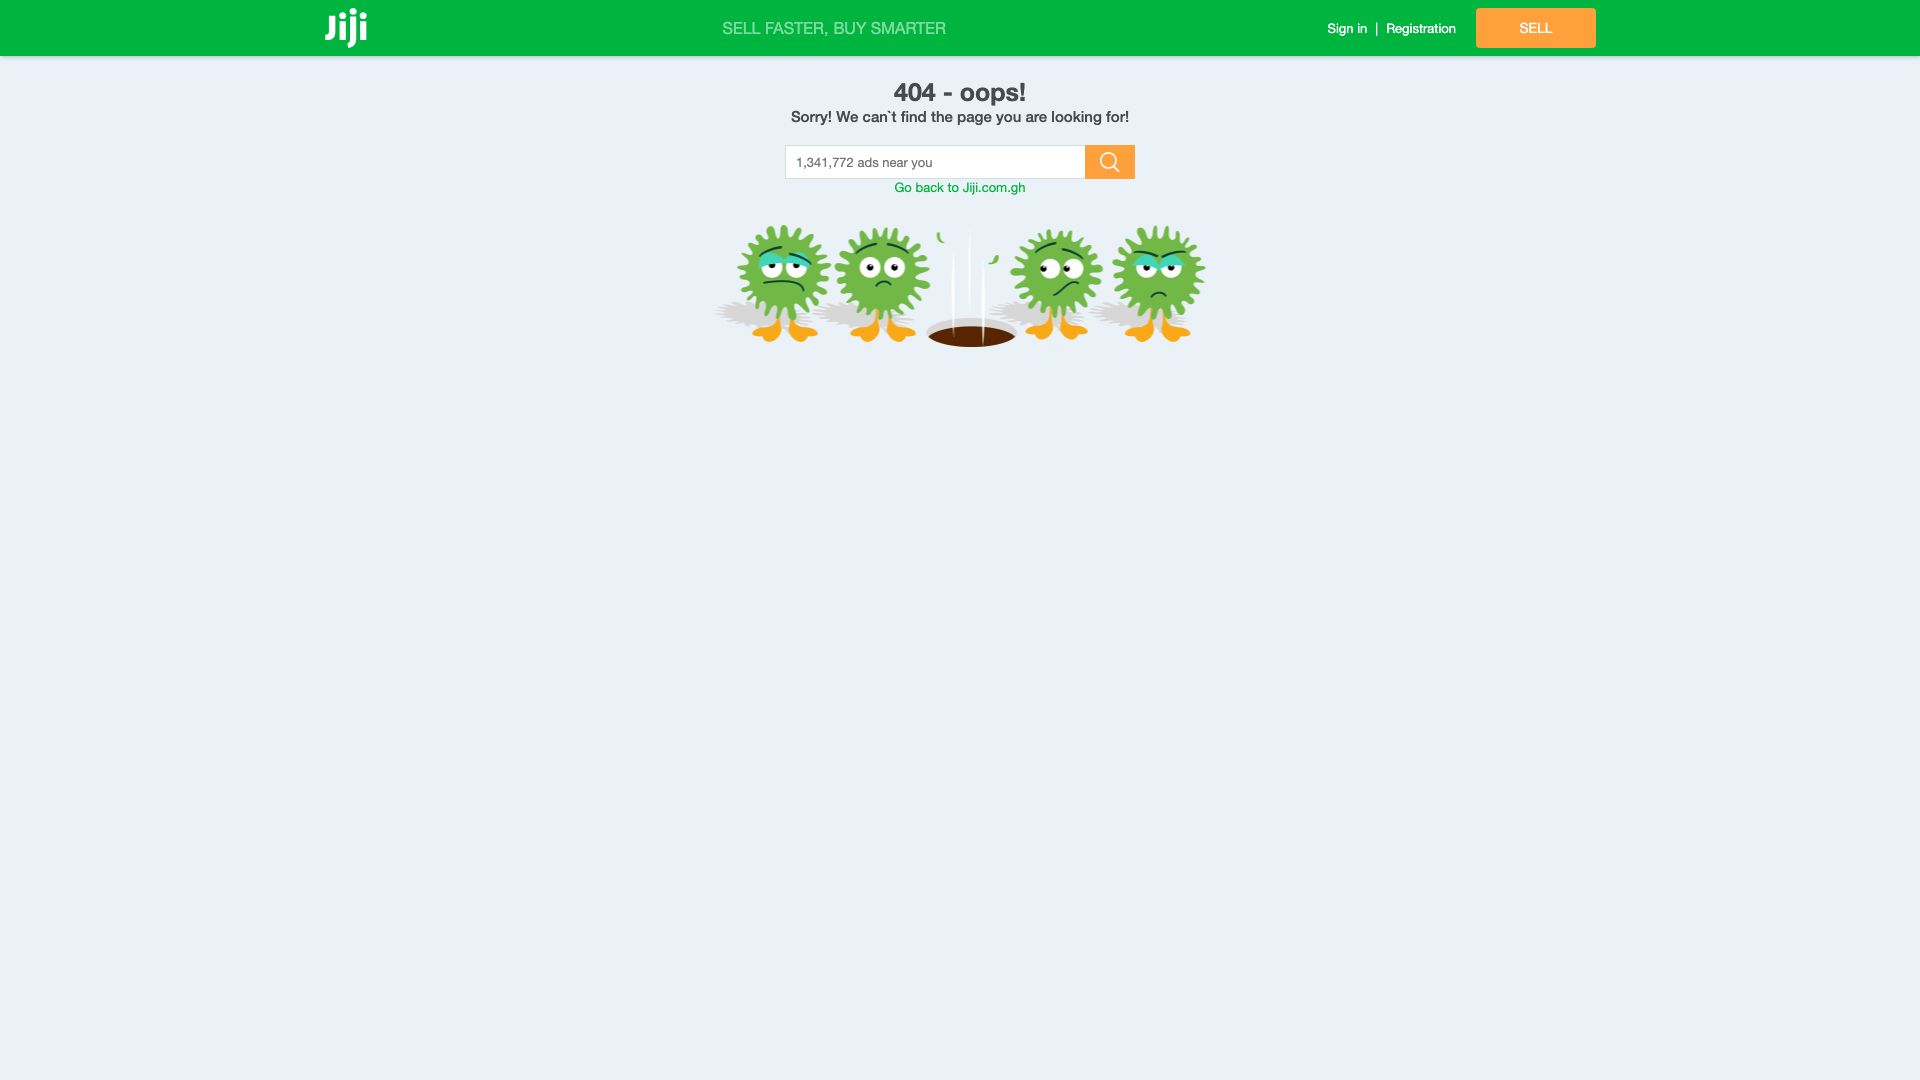 Jiji
SELL FASTER, BUY SMARTER
Sign in | Registration
SELL
404 - oops!
Sorry! We can`t find the page you are looking for!
1,341,772 ads near you
Go back to Jiji.com.gh